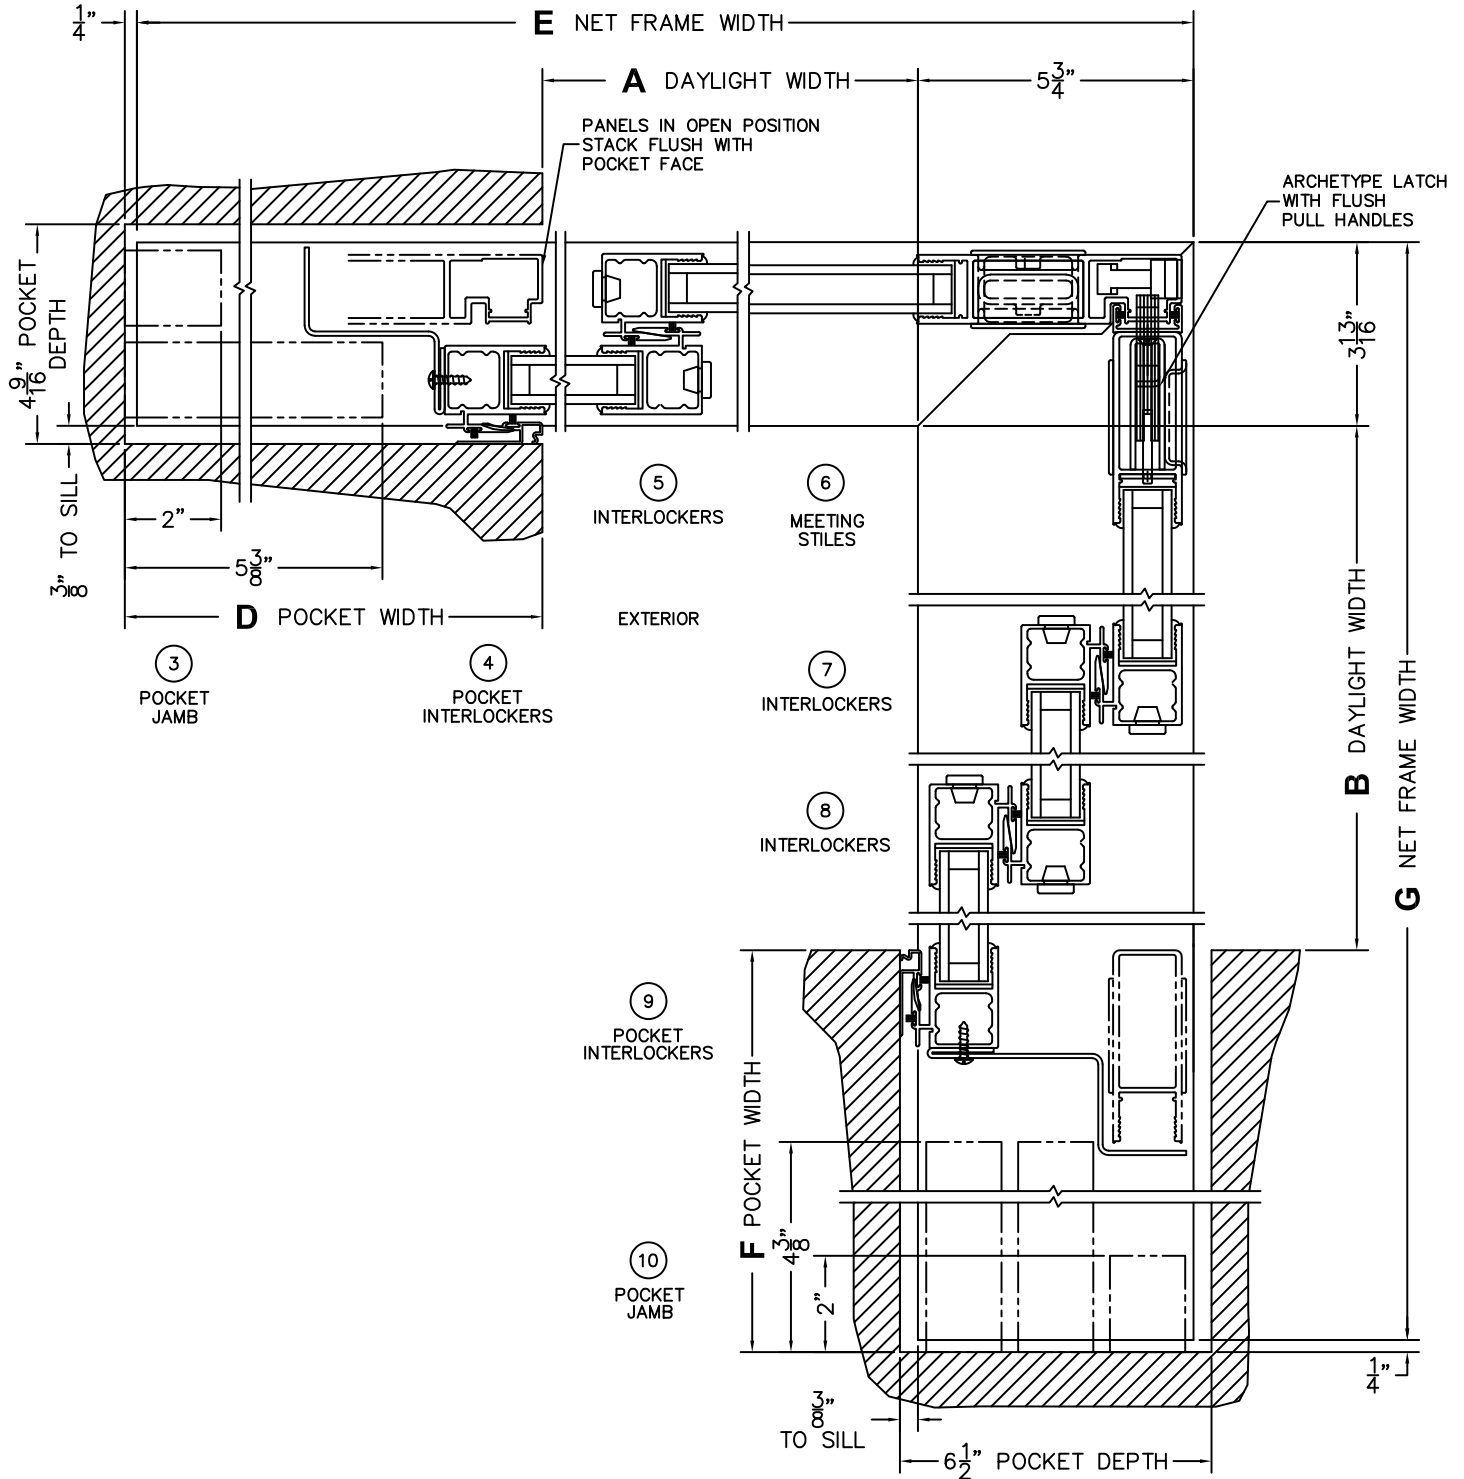 1/4"
E NET FRAME WIDTH
A DAYLIGHT WIDTH
5 3/4"
PANELS IN OPEN POSITION
STACK FLUSH WITH
POCKET FACE
ARCHETYPE LATCH
WITH FLUSH
PULL HANDLES
4 9/16" POCKET
DEPTH
3 13/16"
3/8" TO SILL
2"
5 3/8"
D POCKET WIDTH
5
INTERLOCKERS
6
MEETING
STILES
EXTERIOR
3
POCKET
JAMB
4
POCKET
INTERLOCKERS
7
INTERLOCKERS
8
INTERLOCKERS
B DAYLIGHT WIDTH
G NET FRAME WIDTH
9
POCKET
INTERLOCKERS
F POCKET WIDTH
4 3/8"
2"
10
POCKET
JAMB
1/4"
3/8"
TO SILL
6 1/2" POCKET DEPTH